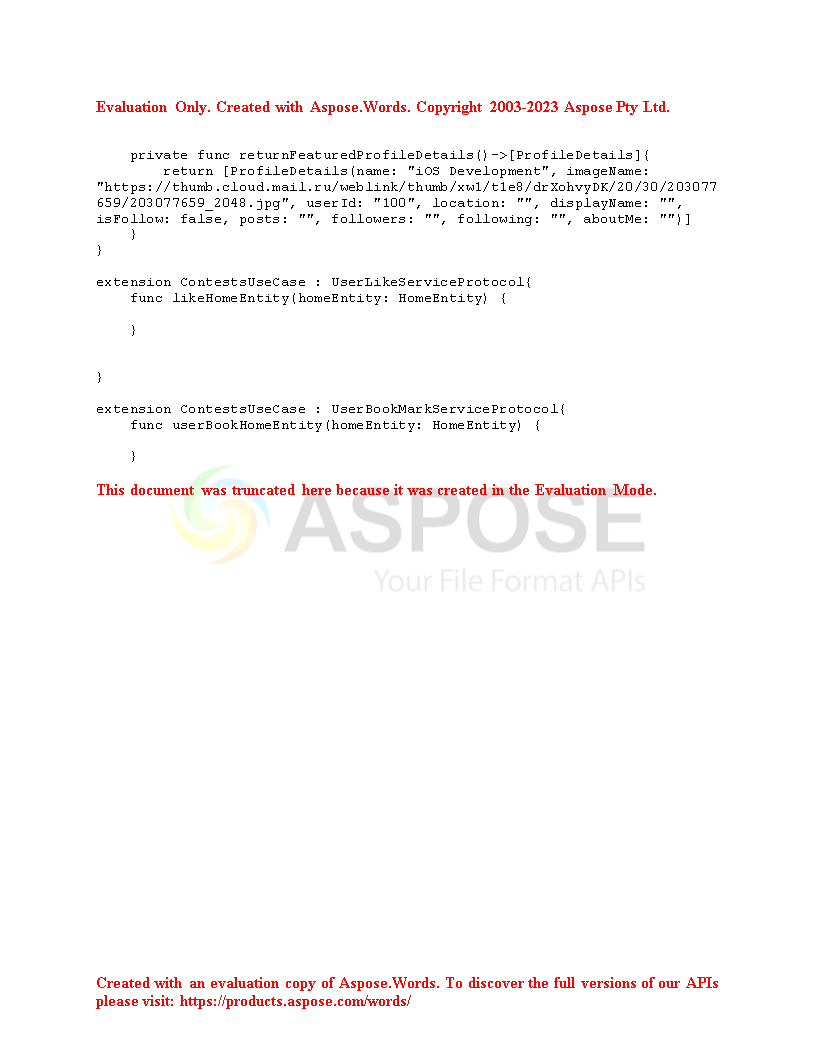 Evaluation Only. Created with Aspose.Words. Copyright 2003-2023 Aspose Pty Ltd.
    private func returnFeaturedProfileDetails()->[ProfileDetails]{
        return [ProfileDetails(name: "iOS Development", imageName:
"https://thumb.cloud.mail.ru/weblink/thumb/xw1/t1e8/drXohvyDK/20/30/203077
659/203077659_2048.jpg", userId: "100", location: "", displayName: "",
isFollow: false, posts: "", followers: "", following: "", aboutMe: "")]
    }
}
extension ContestsUseCase : UserLikeServiceProtocol{
    func likeHomeEntity(homeEntity: HomeEntity) {
    }
}
extension ContestsUseCase : UserBookMarkServiceProtocol{
    func userBookHomeEntity(homeEntity: HomeEntity) {
    }
This document was truncated here because it was created in the Evaluation Mode.
ASPOSE
Your File Format APIs
Created with an evaluation copy of Aspose.Words. To discover the full versions of our APIs
please visit: https://products.aspose.com/words/